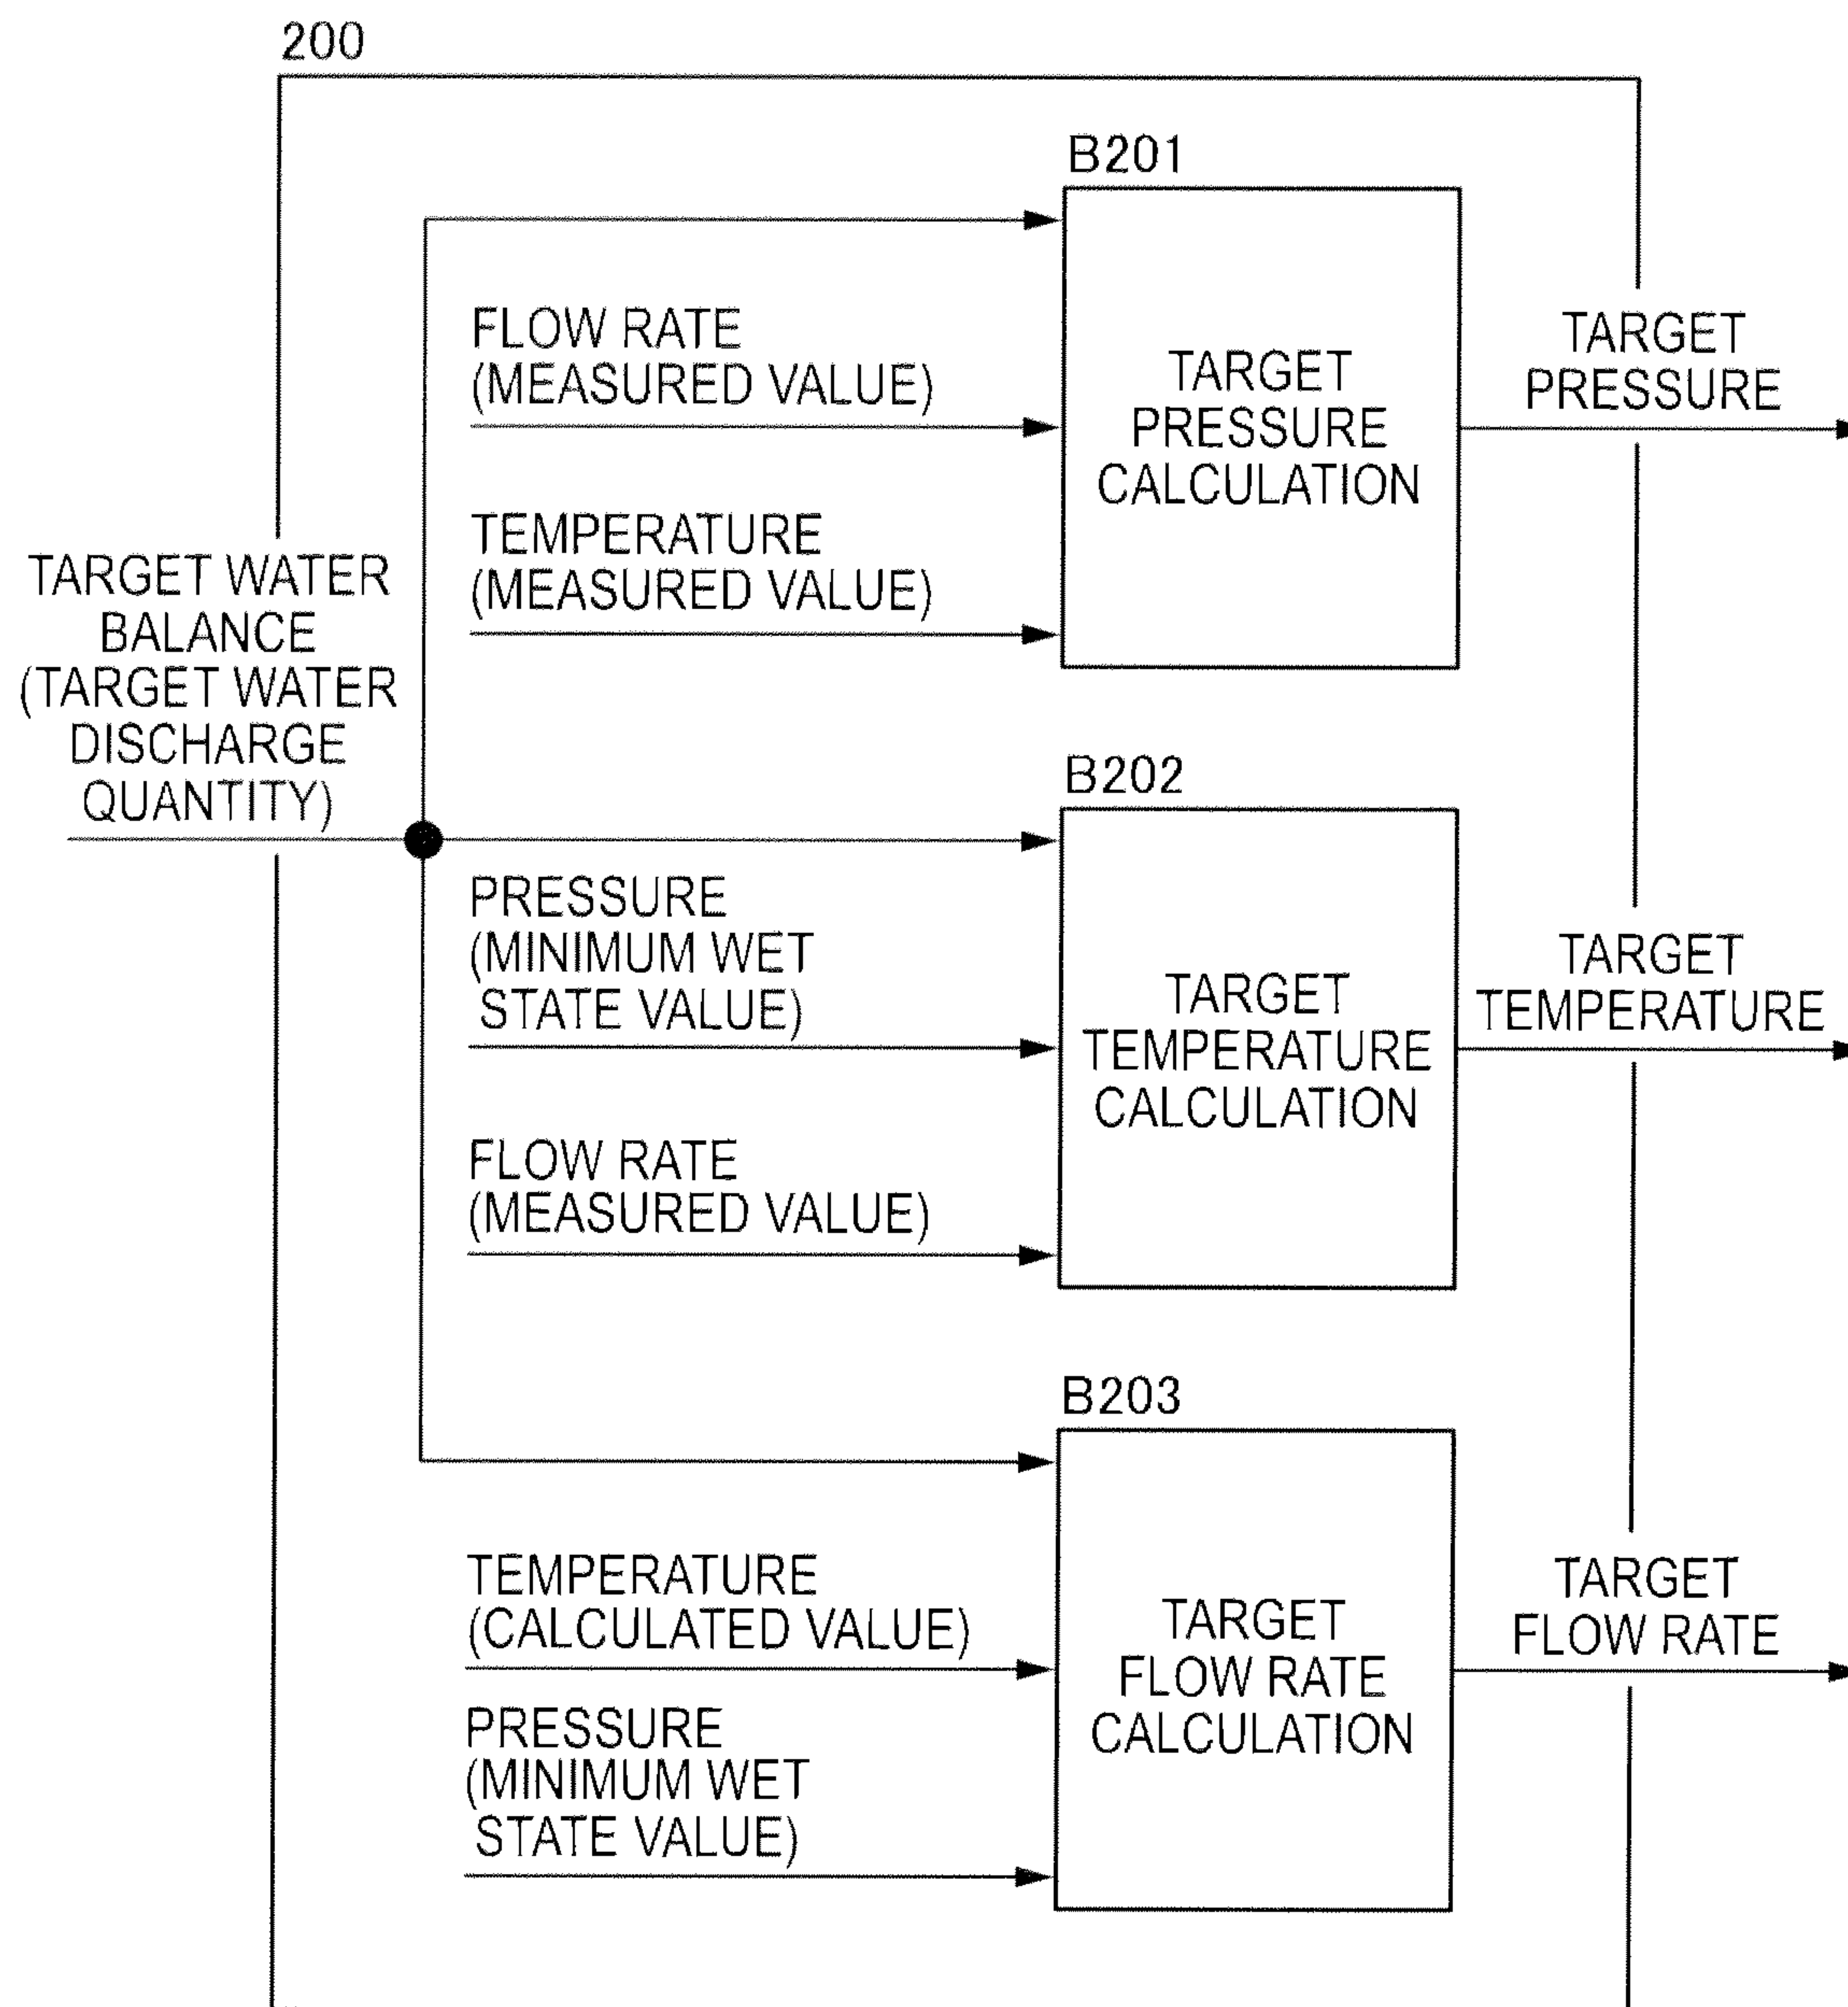 200
B201
FLOW RATE
(MEASURED VALUE)
TEMPERATURE
(MEASURED VALUE)
TARGET
PRESSURE
CALCULATION
TARGET
PRESSURE
TARGET WATER
BALANCE
(TARGET WATER
DISCHARGE
QUANTITY)
B202
PRESSURE
(MINIMUM WET
STATE VALUE)
FLOW RATE
(MEASURED VALUE)
TARGET
TEMPERATURE
CALCULATION
TARGET
TEMPERATURE
B203
TEMPERATURE
(CALCULATED VALUE)
PRESSURE
(MINIMUM WET
STATE VALUE)
TARGET
FLOW RATE
CALCULATION
TARGET
FLOW RATE